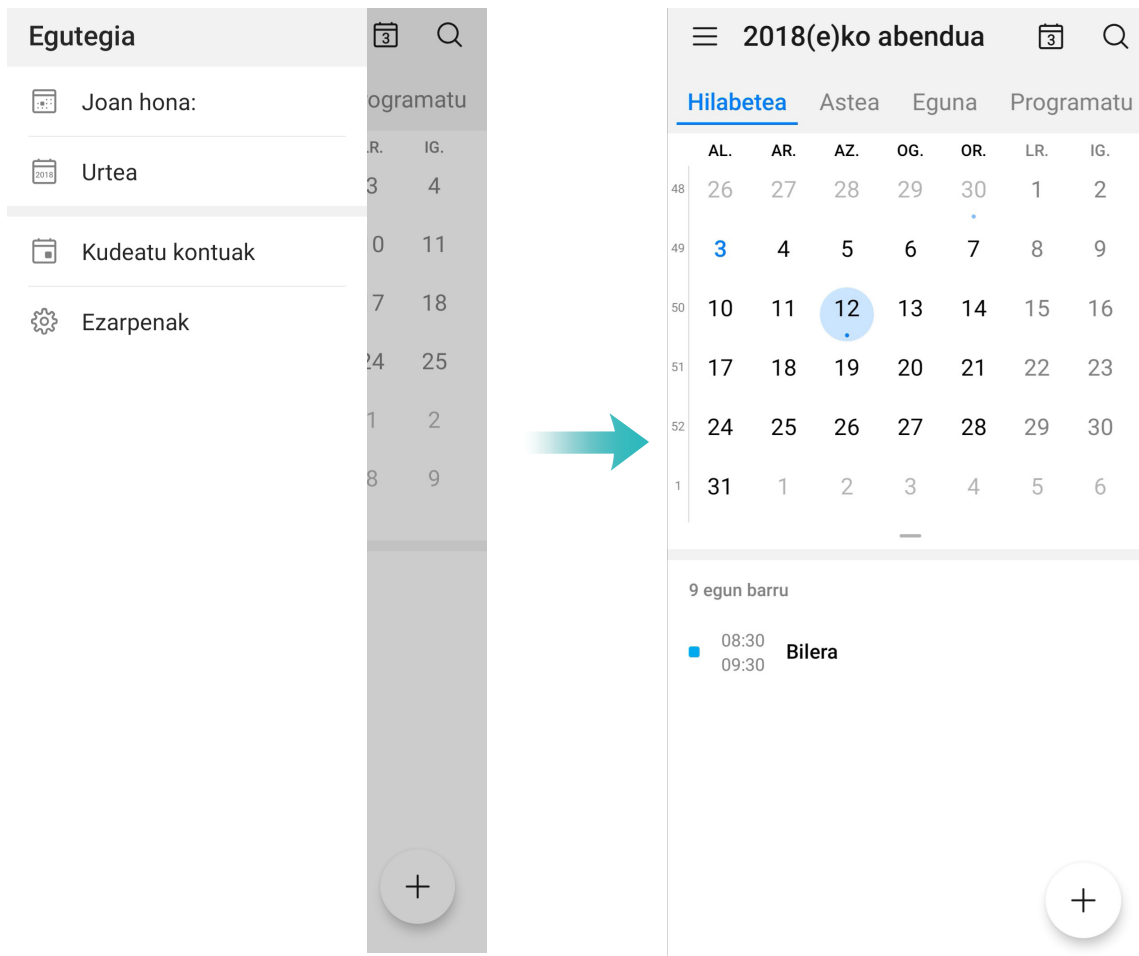 Egutegia
3
Joan hona:
ogramatu
.R. IG.
3 4
2018 Urtea
0 11
Kudeatu kontuak
7 18
Ezarpenak
24 25
1 2
8 9
2018(e)ko abendua 3
Hilabetea Astea Eguna Programatu
AL. AR. AZ. OG. OR. LR. IG.
48 26 27 28 29 30 1 2
49 3 4 5 6 7 8 9
50 10 11 12 13 14 15 16
51 17 18 19 20 21 22 23
52 24 25 26 27 28 29 30
1 31 1 2 3 4 5 6
9 egun barru
08:30
09:30
Bilera